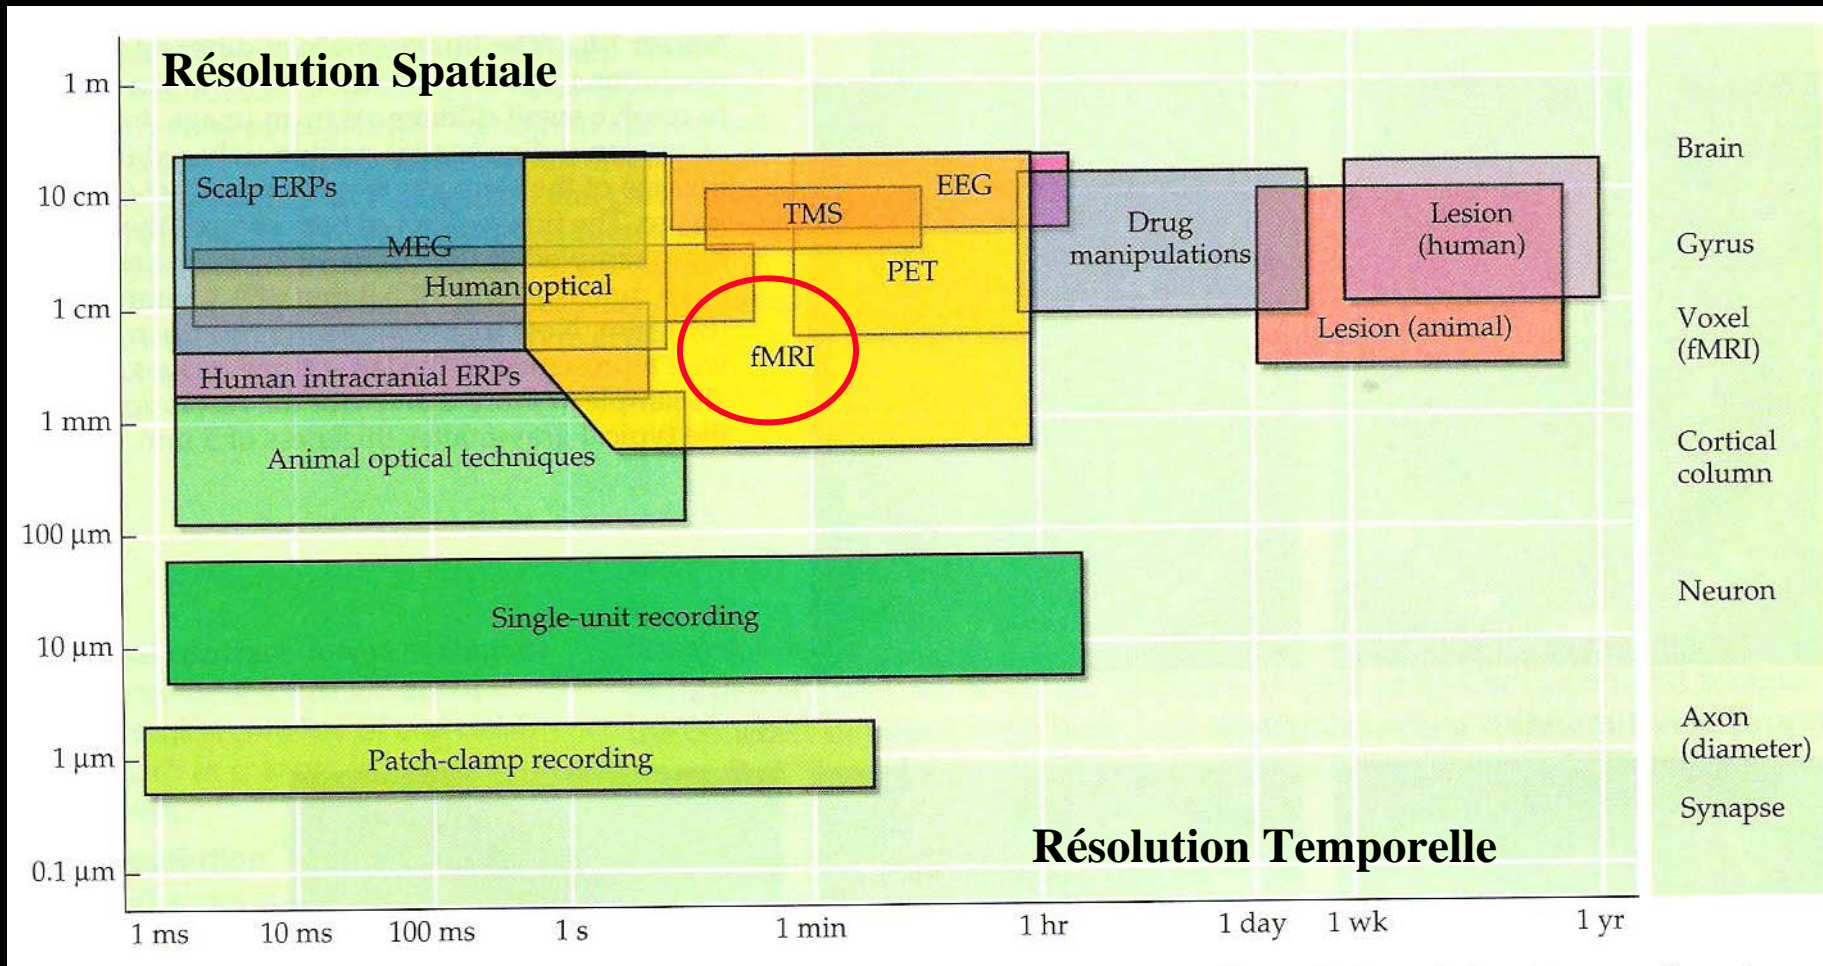 Résolution Spatiale
1 m
10 cm
1 cm
1 mm
100 µm
10 µm
1 µm
0.1 µm
Scalp ERPs
MEG
Human optical
Human intracranial ERPs
Animal optical techniques
EEG
TMS
PET
fMRI
Drug
manipulations
Lesion
(human)
Lesion (animal)
Single-unit recording
Patch-clamp recording
Résolution Temporelle
1 ms
10 ms
100 ms
1 s
1 min
1 hr
1 day
1 wk
1 yr
Brain
Gyrus
Voxel
(fMRI)
Cortical
column
Neuron
Axon
(diameter)
Synapse